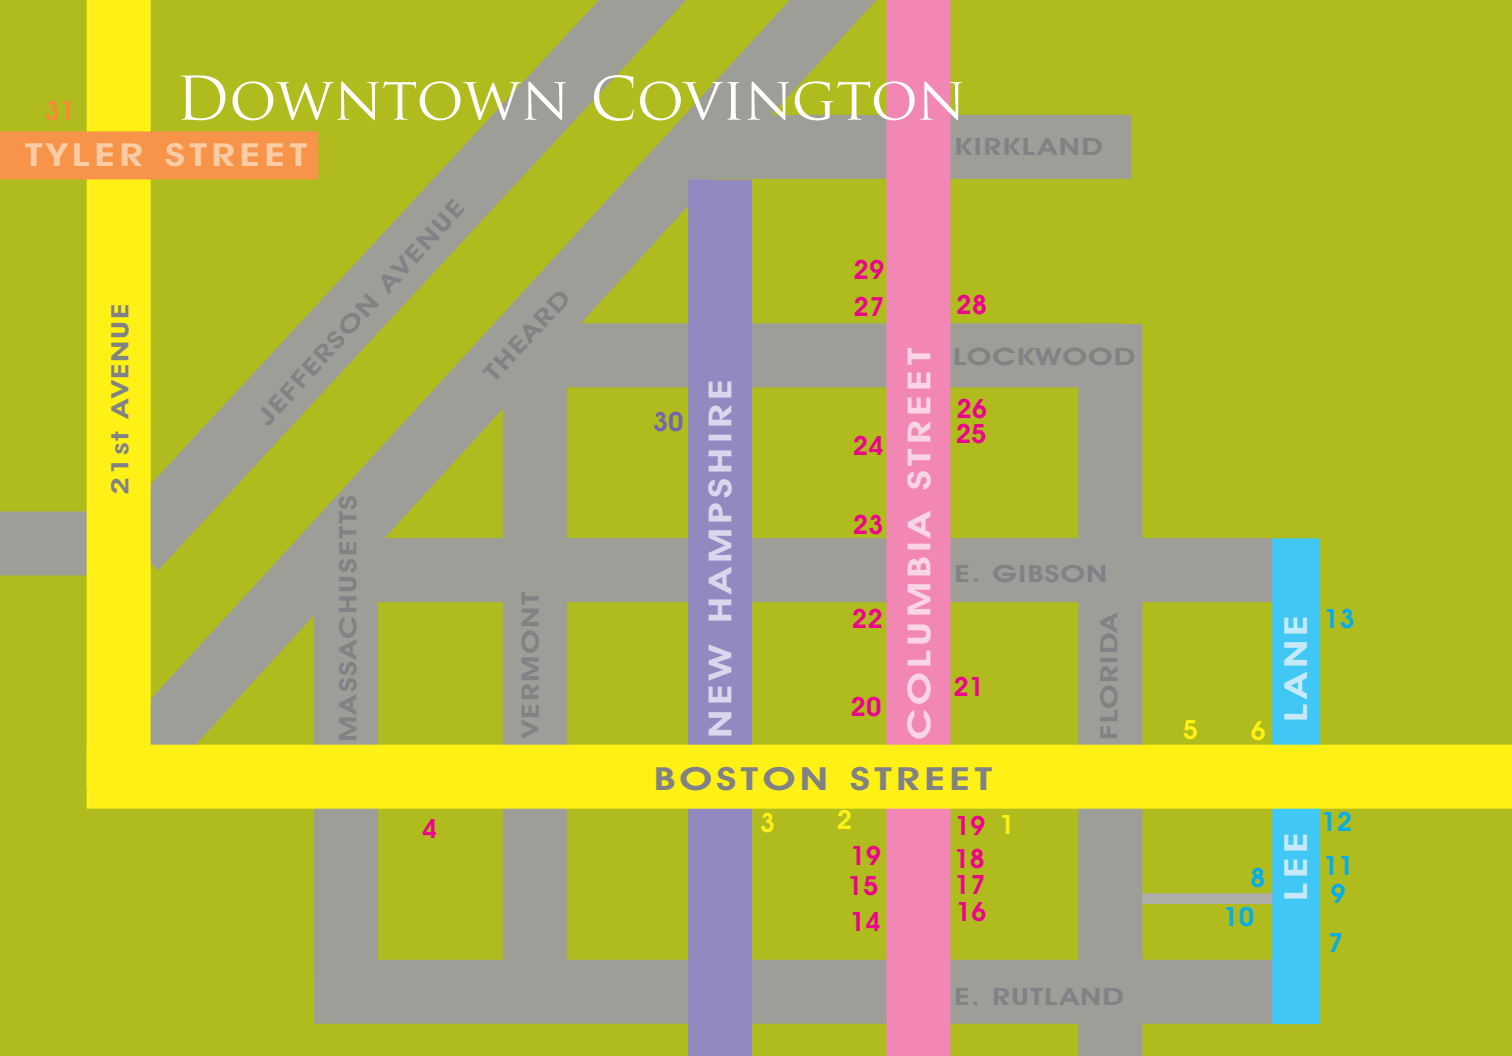 DOWNTOWN COVINGTON
31
TYLER STREET
KIRKLAND
JEFFERSON AVENUE
29
27
28
THEARD
21st AVENUE
LOCKWOOD
COLUMBIA STREET
NEW HAMPSHIRE
30
26
25
24
23
MASSACHUSETTS
E. GIBSON
VERMONT
22
FLORIDA
LEE LANE
13
21
20
5
6
BOSTON STREET
4
3
2
19
1
12
19
18
11
15
17
8
9
14
16
10
7
E. RUTLAND